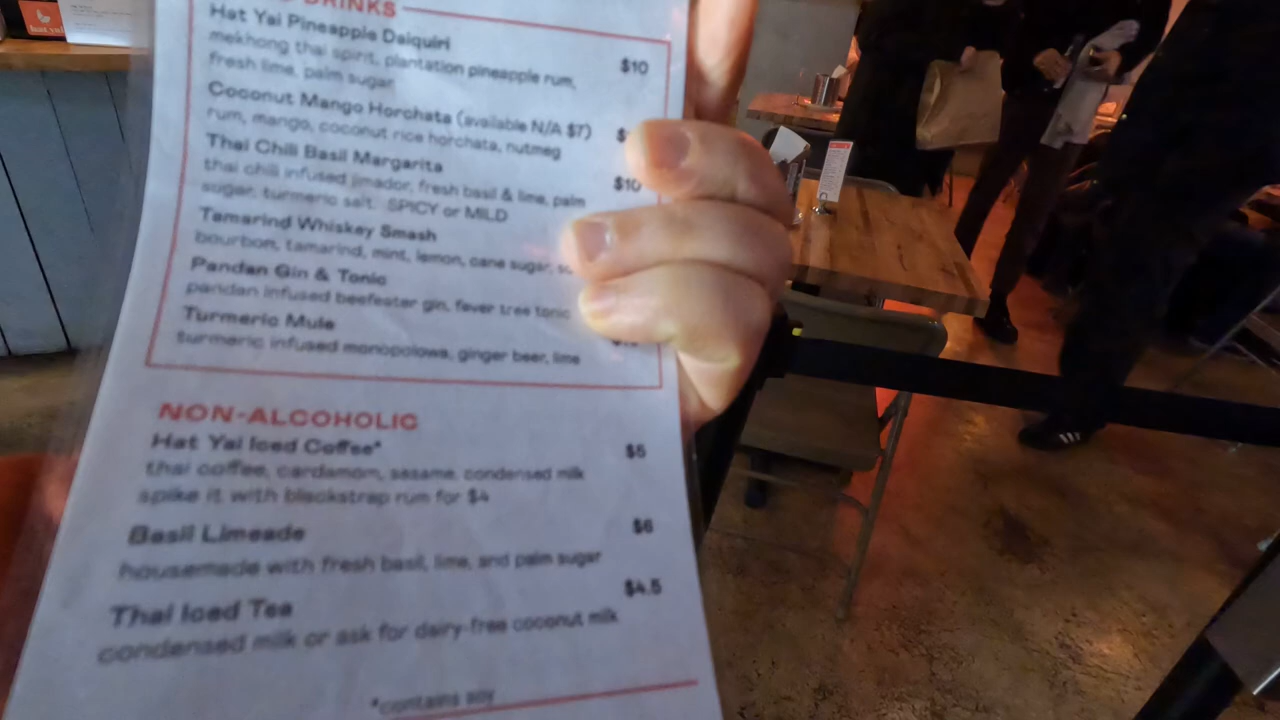 DRINKS
Hat Yai Pineapple Daiquiri
$10
mekhong thai spirit, plantation pineapple rum,
fresh lime, palm sugar
Coconut Mango Horchata (available N/A $7)
rum, mango, coconut rice horchata, nutmeg
Thai Chili Basil Margarita
$10
thai chili infused jimador, fresh basil & lime, palm
sugar, turmeric salt. SPICY or MILD
Tamarind Whiskey Smash
bourbon, tamarind, mint, lemon, cane sugar,
Pandan Gin & Tonic
pandan infused beefeater gin, fever tree tonic
Turmeric Mule
turmeric infused monopolowa, ginger beer, lime
NON-ALCOHOLIC
Hat Yai Iced Coffee*
$5
thai coffee, cardamom, sesame, condensed milk
spike it with blackstrap rum for $4
Basil Limeade
$6
housemade with fresh basil, lime, and palm sugar
Thai Iced Tea
$4.5
condensed milk or ask for dairy-free coconut milk
*contains soy